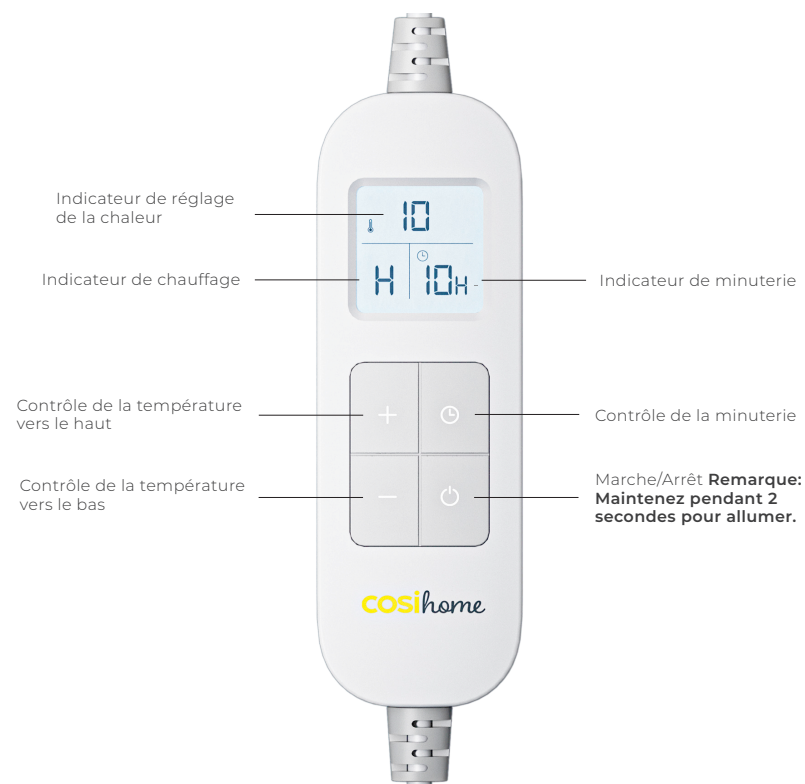 Indicateur de réglage
de la chaleur
10
Indicateur de chauffage
H
10H
Indicateur de minuterie
Contrôle de la température
vers le haut
Contrôle de la minuterie
Contrôle de la température
vers le bas
Marche/Arrêt Remarque:
Maintenez pendant 2
secondes pour allumer.
cosihome